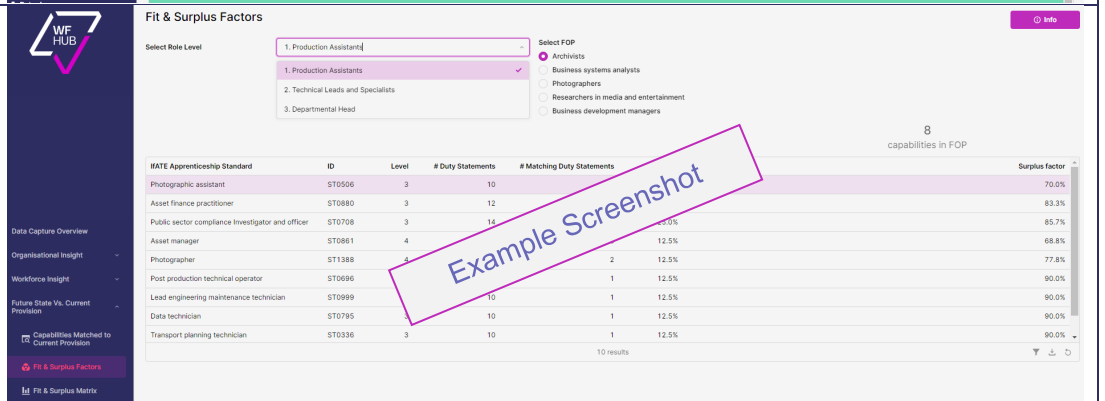 WF
HUB
Fit & Surplus Factors
Info
Select Role Level
1. Production Assistants
1. Production Assistants
2. Technical Leads and Specialists
3. Departmental Head
Select FOP
Archivists
Business systems analysts
Photographers
Researchers in media and entertainment
Business development managers
8
capabilities in FOP
IfATE Apprenticeship Standard ID Level # Duty Statements # Matching Duty Statements Surplus factor
Photographic assistant ST0506 3 10 70.0%
Asset finance practitioner ST0880 3 12 83.3%
Public sector compliance Investigator and officer ST0708 3 14 85.7%
Asset manager ST0861 4 12.5% 68.8%
Photographer ST1388 4 2 12.5% 77.8%
Post production technical operator ST0696 1 12.5% 90.0%
Lead engineering maintenance technician ST0999 10 1 12.5% 90.0%
Data technician ST0795 10 1 12.5% 90.0%
Transport planning technician ST0336 3 10 1 12.5% 90.0%
10 results
Example Screenshot
Data Capture Overview
Organisational Insight
Workforce Insight
Future State Vs. Current
Provision
Capabilities Matched to
Current Provision
Fit & Surplus Factors
Fit & Surplus Matrix